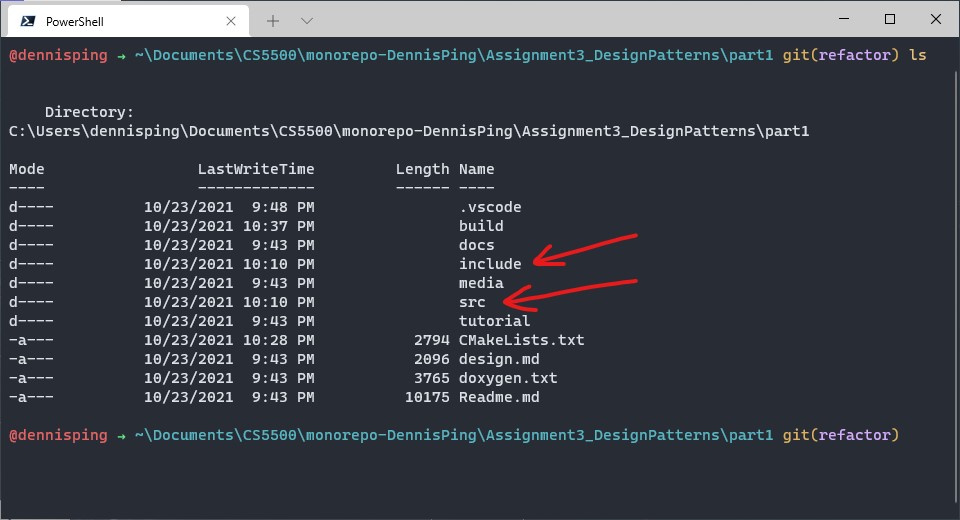 PowerShell
@dennisping → ~\Documents\CS5500\monorepo-DennisPing\Assignment3_DesignPatterns\part1 git(refactor) ls
Directory:
C:\Users\dennisping\Documents\CS5500\monorepo-DennisPing\Assignment3_DesignPatterns\part1
Mode LastWriteTime Length Name
---- ------------- ------ ----
d---- 10/23/2021 9:48 PM .vscode
d---- 10/23/2021 10:37 PM build
d---- 10/23/2021 9:43 PM docs
d---- 10/23/2021 10:10 PM include
d---- 10/23/2021 9:43 PM media
d---- 10/23/2021 10:10 PM src
d---- 10/23/2021 9:43 PM tutorial
-a--- 10/23/2021 10:28 PM 2794 CMakeLists.txt
-a--- 10/23/2021 9:43 PM 2096 design.md
-a--- 10/23/2021 9:43 PM 3765 doxygen.txt
-a--- 10/23/2021 9:43 PM 10175 Readme.md
@dennisping → ~\Documents\CS5500\monorepo-DennisPing\Assignment3_DesignPatterns\part1 git(refactor)